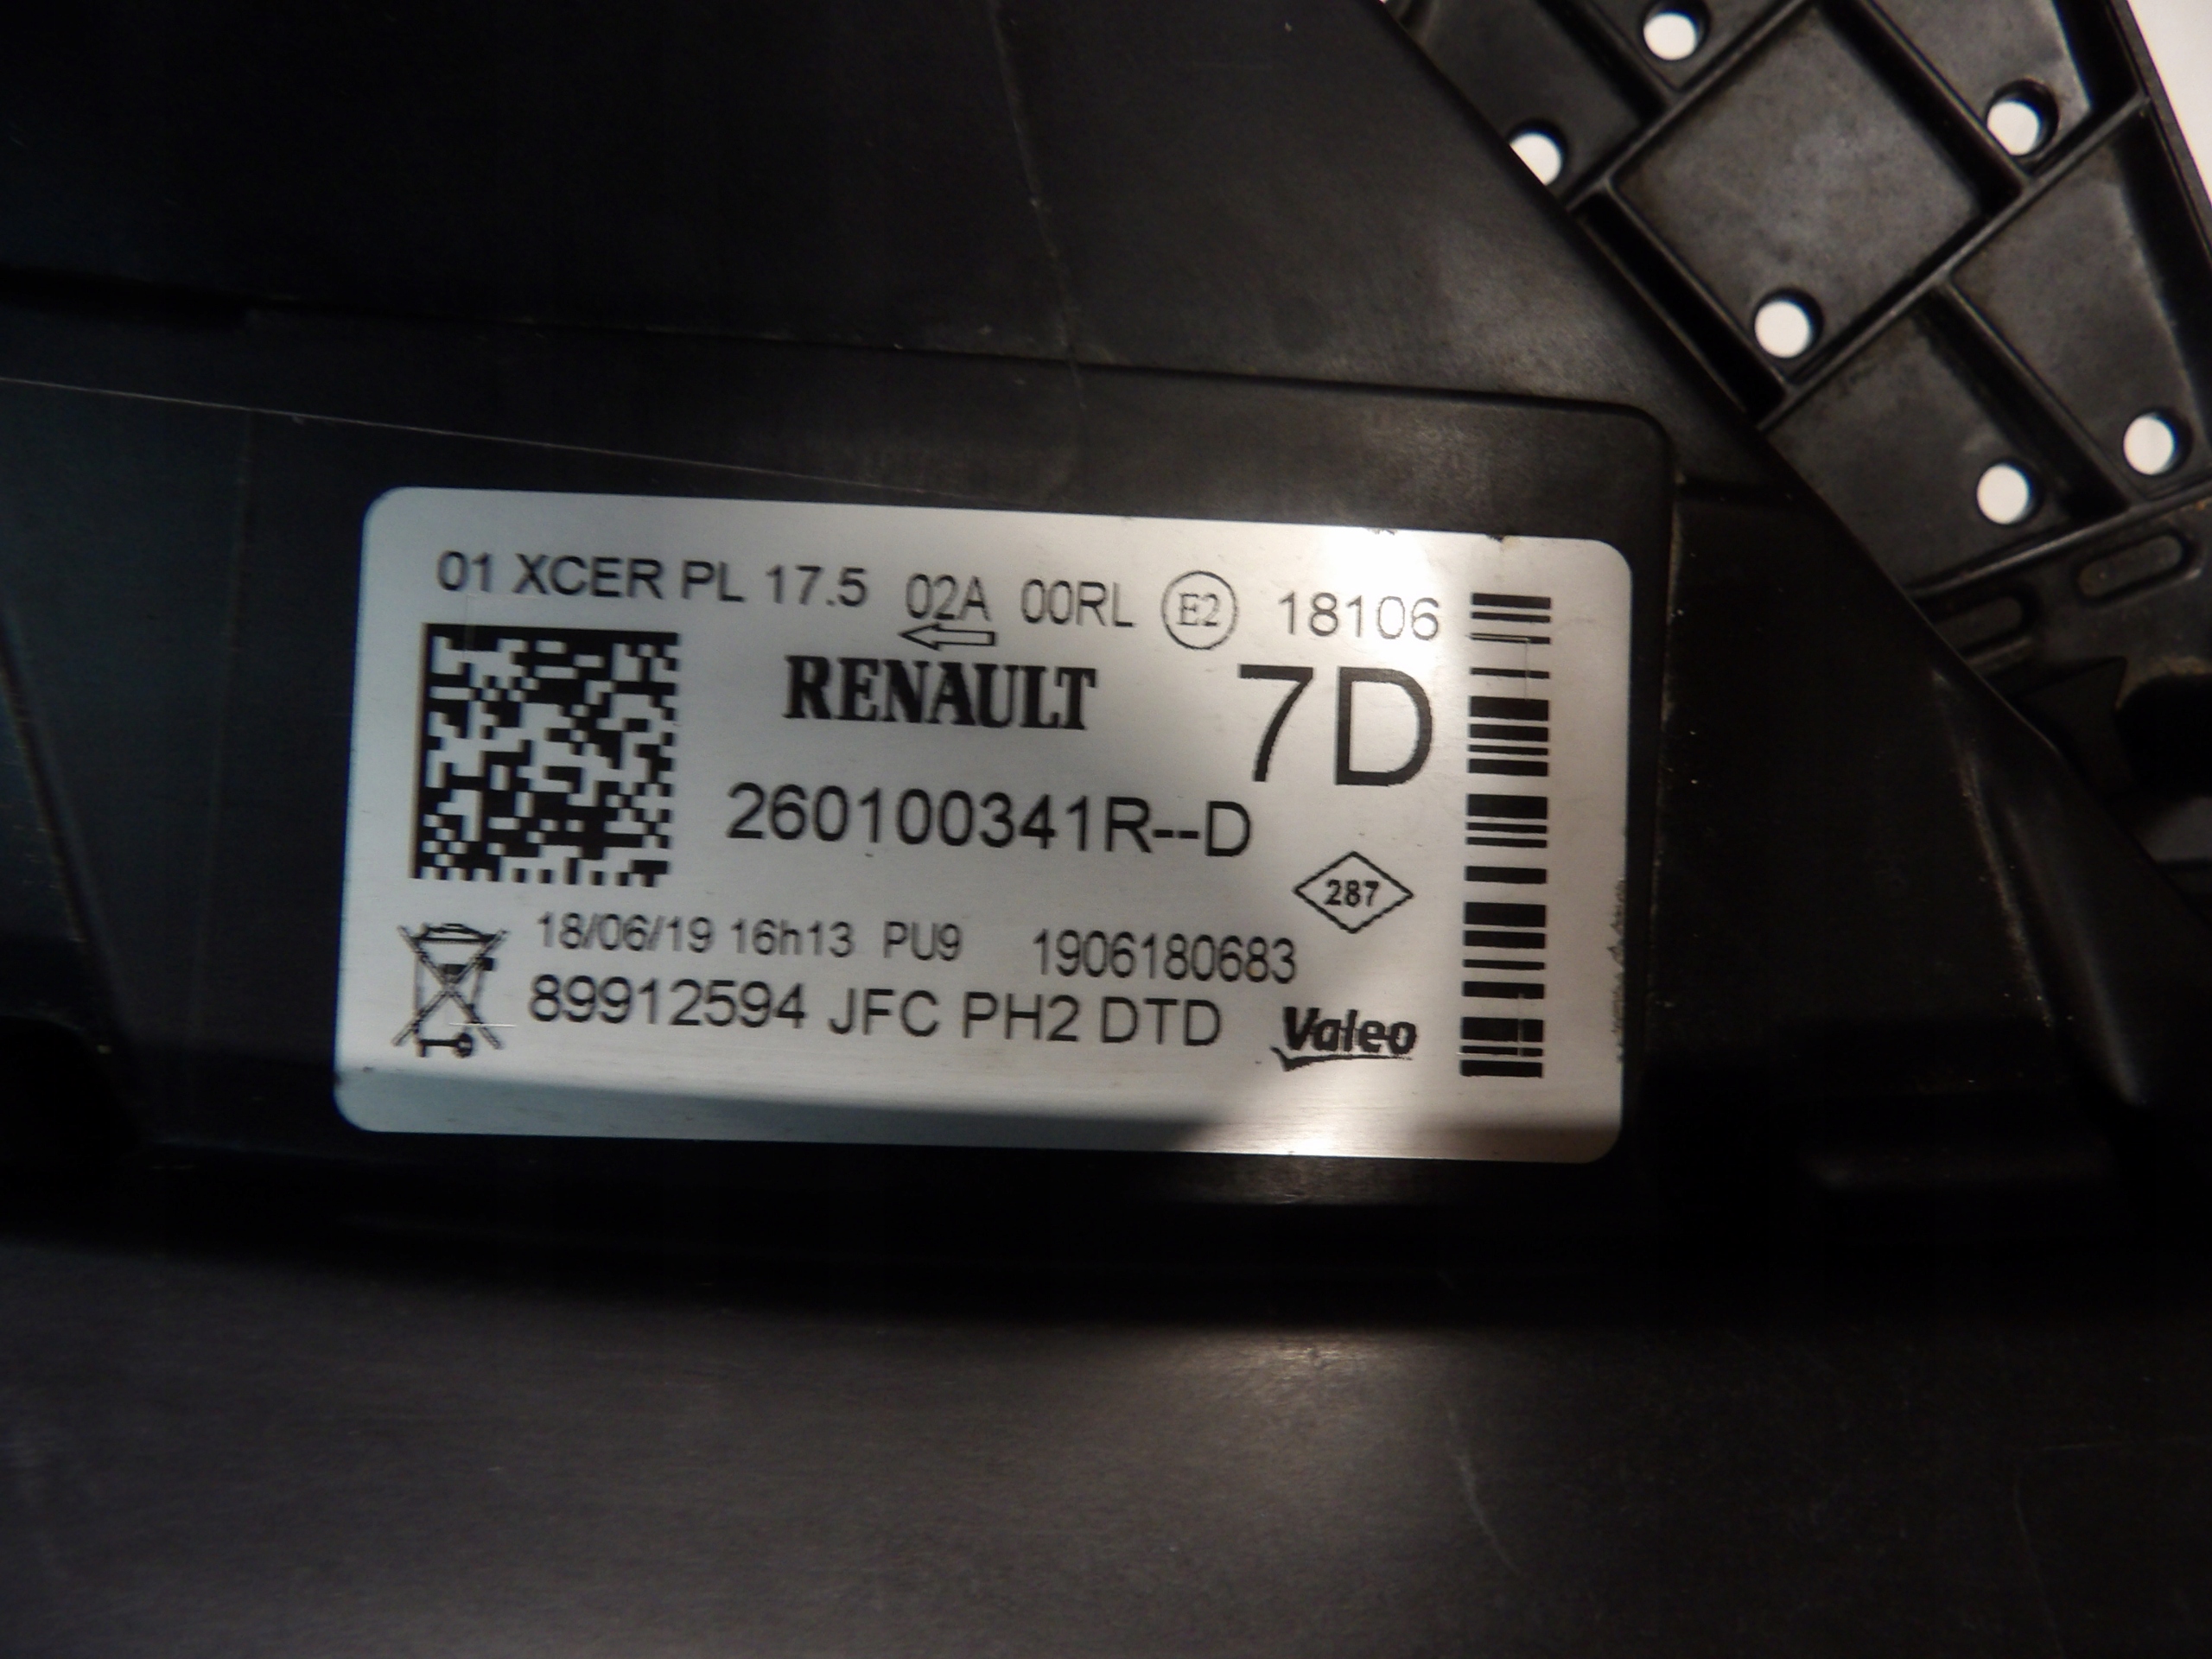 01 XCER PL 17.5 02A 00RL E2 18106
RENAULT 7D
260100341R--D
287
18/06/19 16h13 PU9 1906180683
89912594 JFC PH2 DTD Valeo